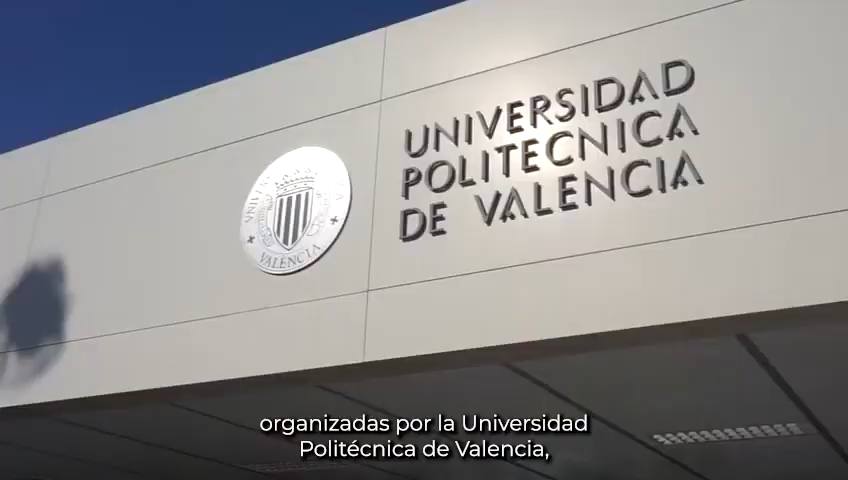 UNIVERSIDAD
POLITECNICA
DE VALENCIA
VALENCIA
organizadas por la Universidad
Politécnica de Valencia,